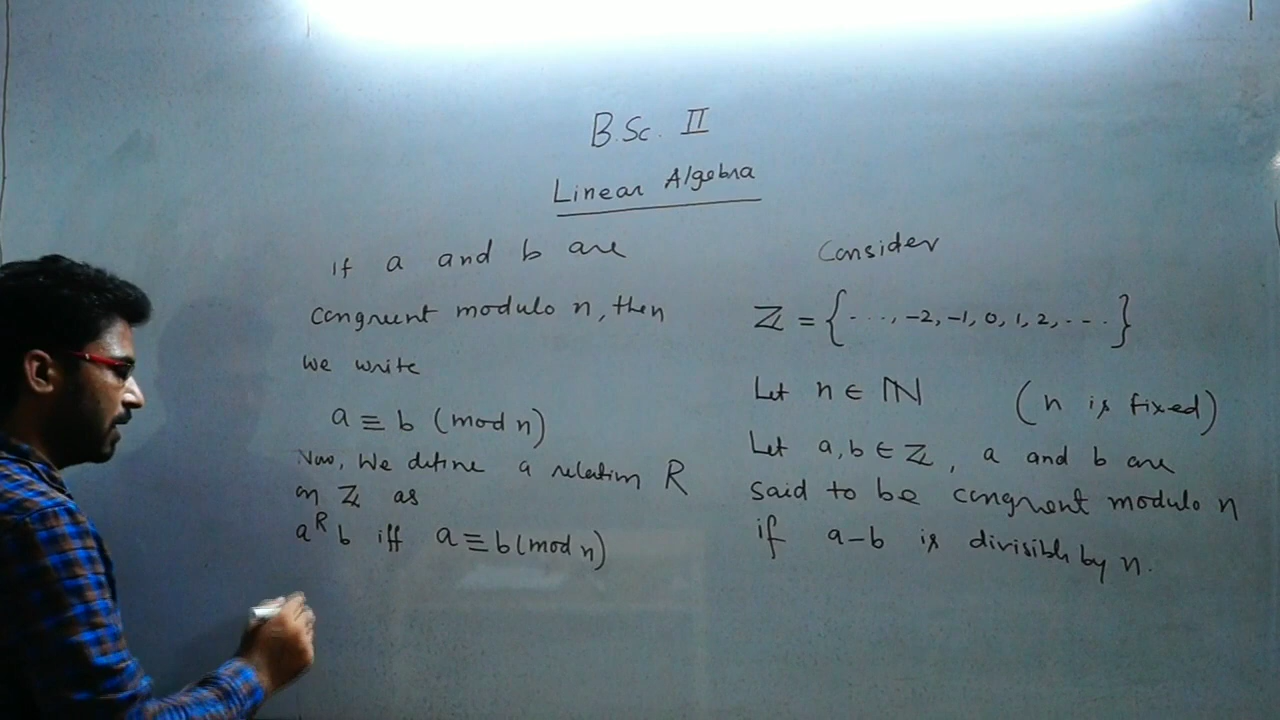 B.Sc. II
Linear Algebra
If a and b are
congruent modulo n, then
we write
a ≡ b (mod n)
Now, We define a relation R
on ℤ as
a R b iff a ≡ b (mod n)
Consider
ℤ = { ...., -2, -1, 0, 1, 2, .... }
Let n ∈ ℕ (n is fixed)
Let a, b ∈ ℤ, a and b are
said to be congruent modulo n
if a-b is divisible by n.